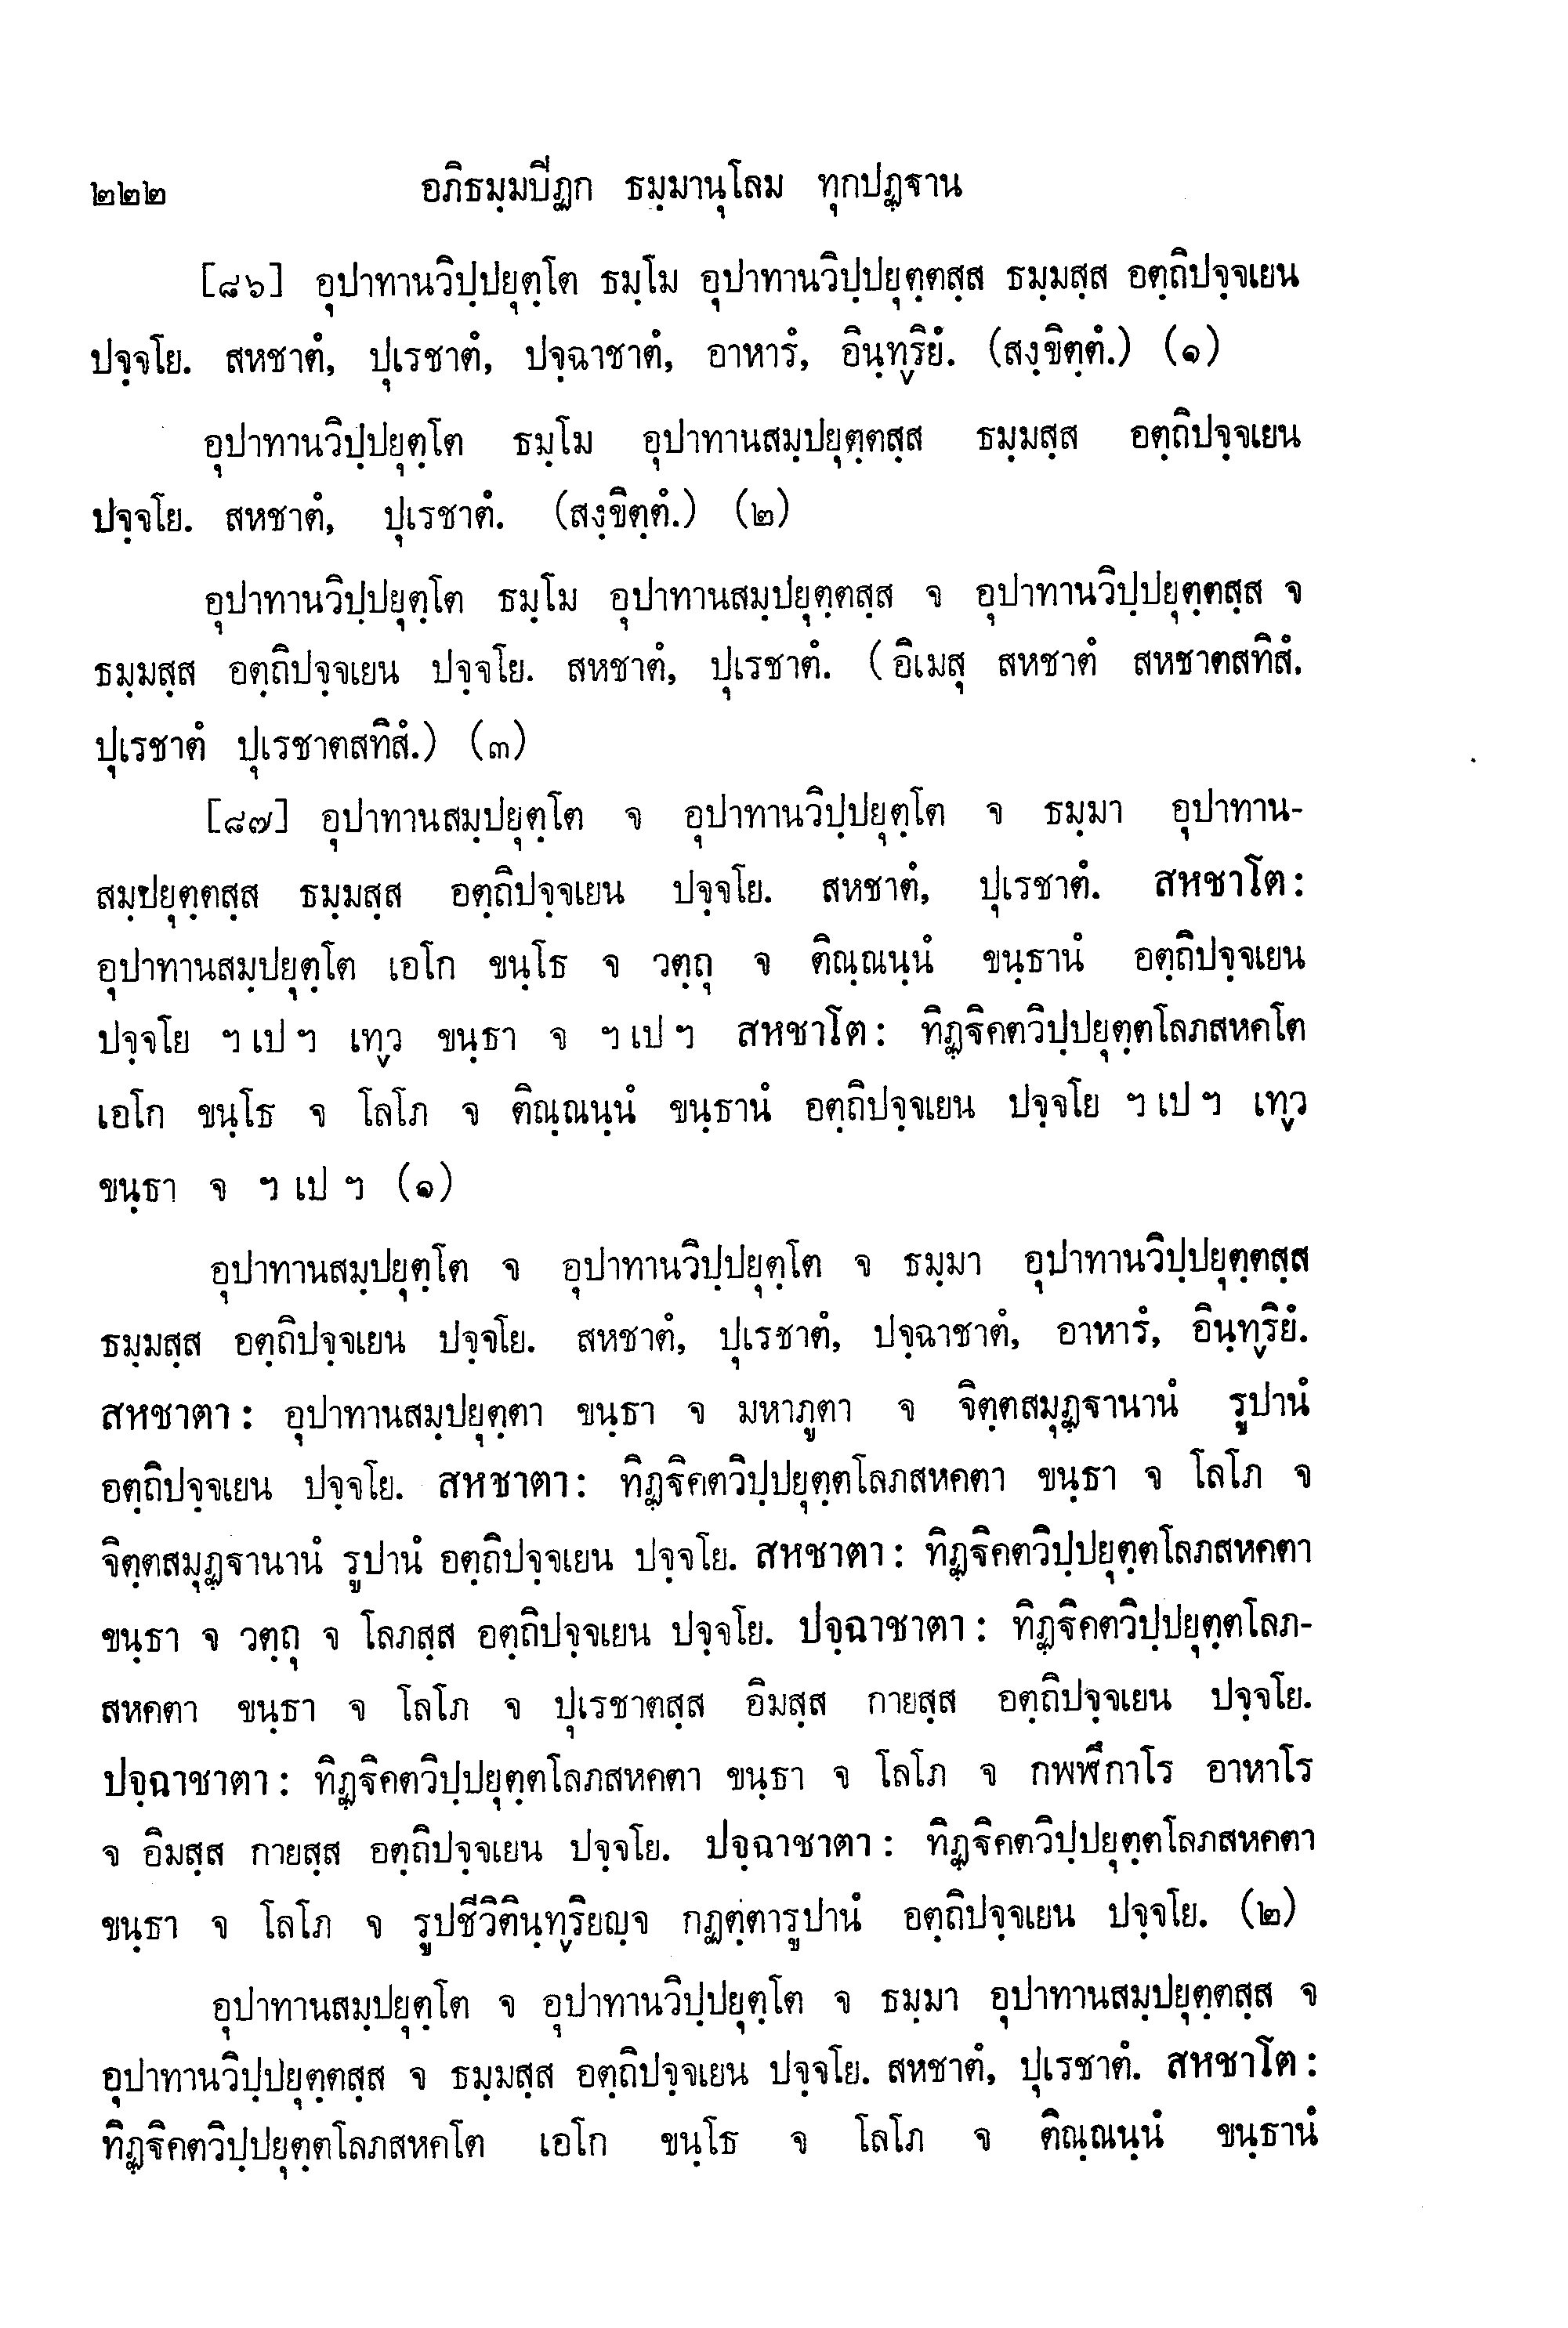 ๒๒๒ อภิธมฺมปิฏก ธมฺมานุโลม ทุกปฏฺฐาน
[๘๖] อุปาทานวิปฺปยุตฺโต ธมฺโม อุปาทานวิปฺปยุตฺตสฺส ธมฺมสฺส อตฺถิปจฺจเยน
ปจฺจโย. สหชาตํ, ปุเรชาตํ, ปจฺฉาชาตํ, อาหารํ, อินฺทฺริยํ. (สงฺขิตฺตํ.) (๑)
อุปาทานวิปฺปยุตฺโต ธมฺโม อุปาทานสมฺปยุตฺตสฺส ธมฺมสฺส อตฺถิปจฺจเยน
ปจฺจโย. สหชาตํ, ปุเรชาตํ. (สงฺขิตฺตํ.) (๒)
อุปาทานวิปฺปยุตฺโต ธมฺโม อุปาทานสมฺปยุตฺตสฺส จ อุปาทานวิปฺปยุตฺตสฺส จ
ธมฺมสฺส อตฺถิปจฺจเยน ปจฺจโย. สหชาตํ, ปุเรชาตํ. (อิเมสุ สหชาตํ สหชาตสทิสํ.
ปุเรชาตํ ปุเรชาตสทิสํ.) (๓)
[๘๗] อุปาทานสมฺปยุตฺโต จ อุปาทานวิปฺปยุตฺโต จ ธมฺมา อุปาทาน-
สมฺปยุตฺตสฺส ธมฺมสฺส อตฺถิปจฺจเยน ปจฺจโย. สหชาตํ, ปุเรชาตํ. สหชาโต :
อุปาทานสมฺปยุตฺโต เอโก ขนฺโธ จ วตฺถุ จ ติณฺณนฺนํ ขนฺธานํ อตฺถิปจฺจเยน
ปจฺจโย ฯ เป ฯ เทฺว ขนฺธา จ ฯ เป ฯ สหชาโต : ทิฏฺฐิคตวิปฺปยุตฺตโลภสหคโต
เอโก ขนฺโธ จ โลโภ จ ติณฺณนฺนํ ขนฺธานํ อตฺถิปจฺจเยน ปจฺจโย ฯ เป ฯ เทฺว
ขนฺธา จ ฯ เป ฯ (๑)
อุปาทานสมฺปยุตฺโต จ อุปาทานวิปฺปยุตฺโต จ ธมฺมา อุปาทานวิปฺปยุตฺตสฺส
ธมฺมสฺส อตฺถิปจฺจเยน ปจฺจโย. สหชาตํ, ปุเรชาตํ, ปจฺฉาชาตํ, อาหารํ, อินฺทฺริยํ.
สหชาตา : อุปาทานสมฺปยุตฺตา ขนฺธา จ มหาภูตา จ จิตฺตสมุฏฺฐานานํ รูปานํ
อตฺถิปจฺจเยน ปจฺจโย. สหชาตา : ทิฏฺฐิคตวิปฺปยุตฺตโลภสหคตา ขนฺธา จ โลโภ จ
จิตฺตสมุฏฺฐานานํ รูปานํ อตฺถิปจฺจเยน ปจฺจโย. สหชาตา : ทิฏฺฐิคตวิปฺปยุตฺตโลภสหคตา
ขนฺธา จ วตฺถุ จ โลภสฺส อตฺถิปจฺจเยน ปจฺจโย. ปจฺฉาชาตา : ทิฏฺฐิคตวิปฺปยุตฺตโลภ-
สหคตา ขนฺธา จ โลโภ จ ปุเรชาตสฺส อิมสฺส กายสฺส อตฺถิปจฺจเยน ปจฺจโย.
ปจฺฉาชาตา : ทิฏฺฐิคตวิปฺปยุตฺตโลภสหคตา ขนฺธา จ โลโภ จ กพฬึกาโร อาหาโร
จ อิมสฺส กายสฺส อตฺถิปจฺจเยน ปจฺจโย. ปจฺฉาชาตา : ทิฏฺฐิคตวิปฺปยุตฺตโลภสหคตา
ขนฺธา จ โลโภ จ รูปชีวิตินฺทฺริยญฺจ กฏตฺตารูปานํ อตฺถิปจฺจเยน ปจฺจโย. (๒)
อุปาทานสมฺปยุตฺโต จ อุปาทานวิปฺปยุตฺโต จ ธมฺมา อุปาทานสมฺปยุตฺตสฺส จ
อุปาทานวิปฺปยุตฺตสฺส จ ธมฺมสฺส อตฺถิปจฺจเยน ปจฺจโย. สหชาตํ, ปุเรชาตํ. สหชาโต :
ทิฏฺฐิคตวิปฺปยุตฺตโลภสหคโต เอโก ขนฺโธ จ โลโภ จ ติณฺณนฺนํ ขนฺธานํ